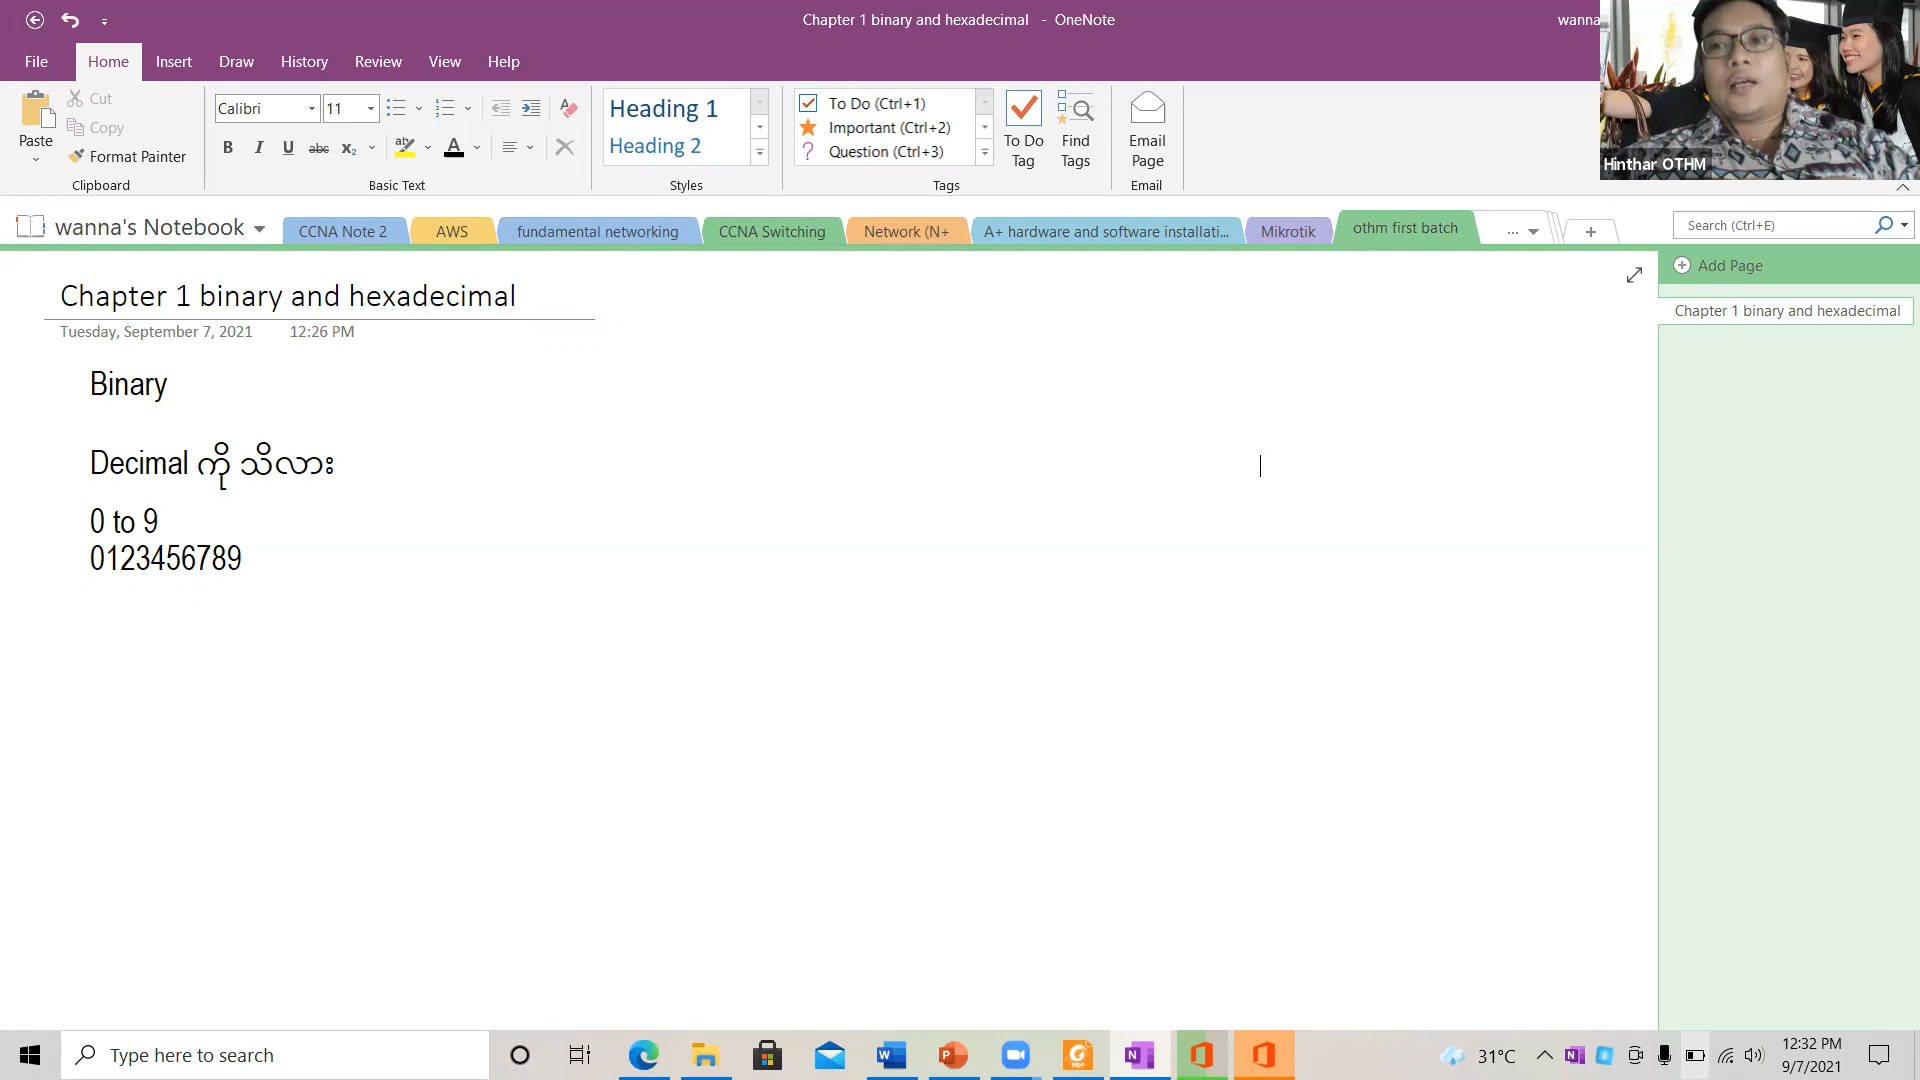 Chapter 1 binary and hexadecimal - OneNote
wanna
File Home Insert Draw History Review View Help
Paste
Cut
Copy
Format Painter
Clipboard
Calibri 11
B I U abc x₂ ab A
Basic Text
Heading 1
Heading 2
Styles
To Do (Ctrl+1)
Important (Ctrl+2)
Question (Ctrl+3)
To Do Tag
Find Tags
Tags
Email Page
Email
Hinthar OTHM
wanna's Notebook
CCNA Note 2
AWS
fundamental networking
CCNA Switching
Network (N+
A+ hardware and software installati...
Mikrotik
othm first batch
...
Search (Ctrl+E)
Add Page
Chapter 1 binary and hexadecimal
Chapter 1 binary and hexadecimal
Tuesday, September 7, 2021 12:26 PM
Binary
Decimal ကို သိလား
0 to 9
0123456789
Type here to search
31°C
12:32 PM
9/7/2021